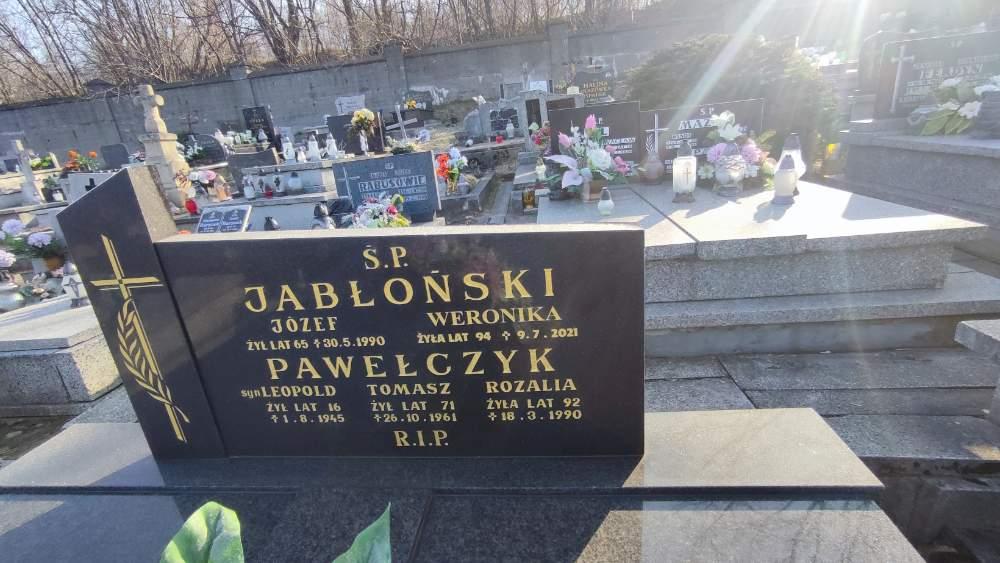 Ś.P.
JABŁOŃSKI
JÓZEF WERONIKA
ŻYŁ LAT 65 ✝ 30.5.1990 ŻYŁA LAT 94 ✝ 9.7.2021
PAWEŁCZYK
syn LEOPOLD TOMASZ ROZALIA
ŻYŁ LAT 16 ŻYŁ LAT 71 ŻYŁA LAT 92
✝ 1.8.1945 ✝ 26.10.1961 ✝ 18.3.1990
R.I.P.
RABUSOWIE
Ś.P.
MAZ